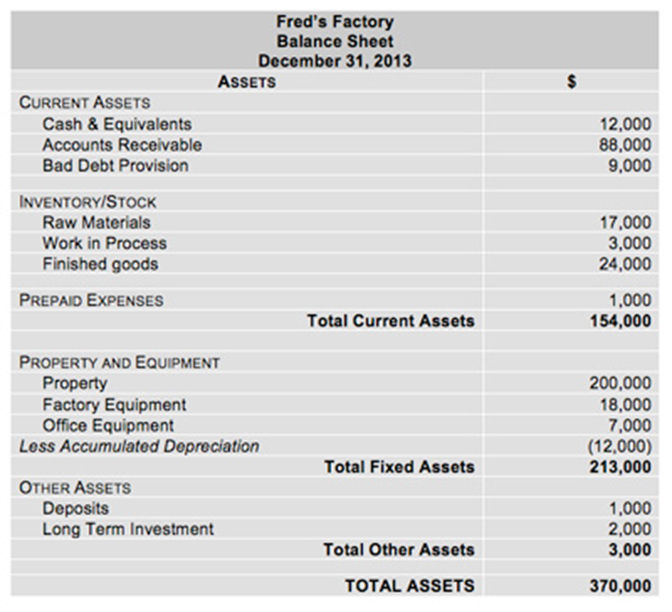 Fred's Factory
Balance Sheet
December 31, 2013
ASSETS $
CURRENT ASSETS
Cash & Equivalents 12,000
Accounts Receivable 88,000
Bad Debt Provision 9,000
INVENTORY/STOCK
Raw Materials 17,000
Work in Process 3,000
Finished goods 24,000
PREPAID EXPENSES 1,000
Total Current Assets 154,000
PROPERTY AND EQUIPMENT
Property 200,000
Factory Equipment 18,000
Office Equipment 7,000
Less Accumulated Depreciation (12,000)
Total Fixed Assets 213,000
OTHER ASSETS
Deposits 1,000
Long Term Investment 2,000
Total Other Assets 3,000
TOTAL ASSETS 370,000